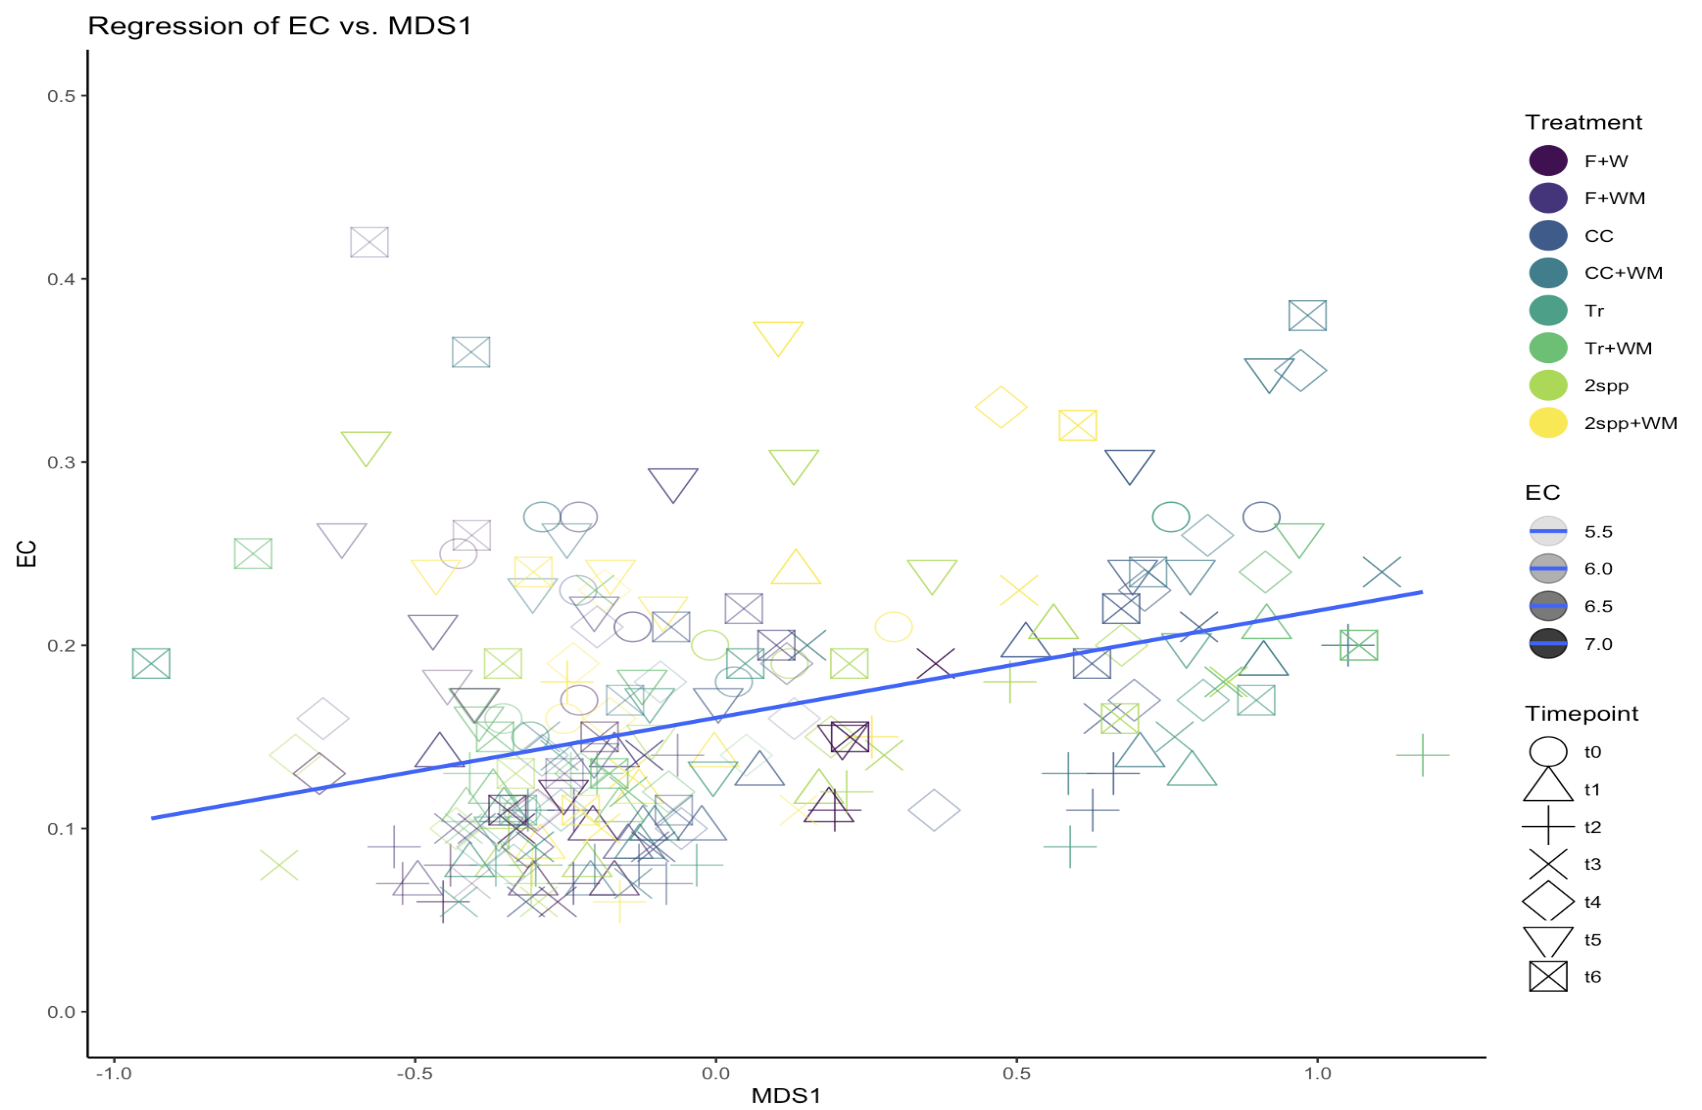 Regression of EC vs. MDS1
EC
0.5
0.4
0.3
0.2
0.1
0.0
-1.0
-0.5
0.0
0.5
1.0
MDS1
Treatment
F+W
F+WM
CC
CC+WM
Tr
Tr+WM
2spp
2spp+WM
EC
5.5
6.0
6.5
7.0
Timepoint
t0
t1
t2
t3
t4
t5
t6